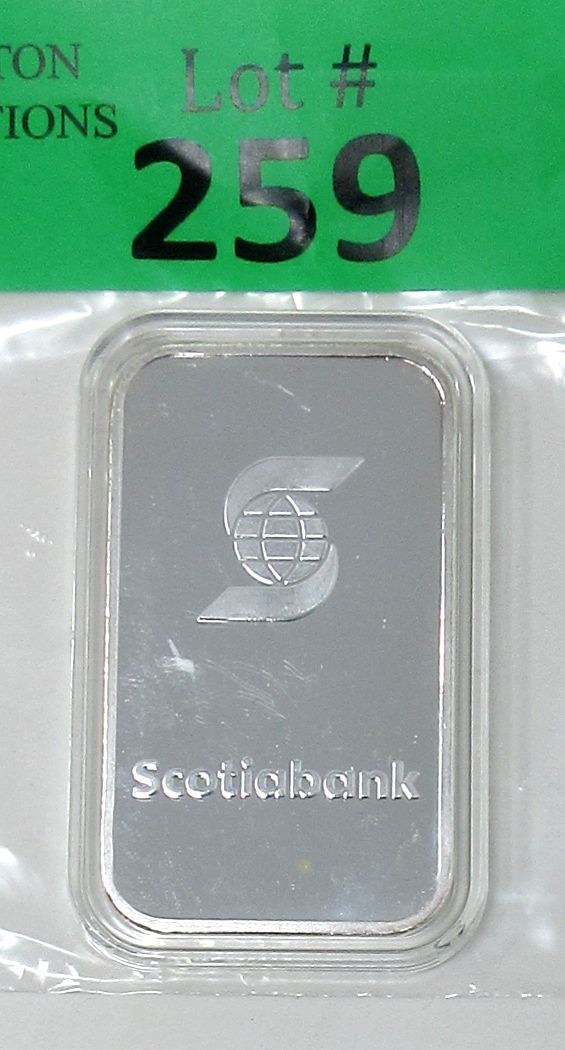 TON
TIONS
Lot #
259
Scotiabank